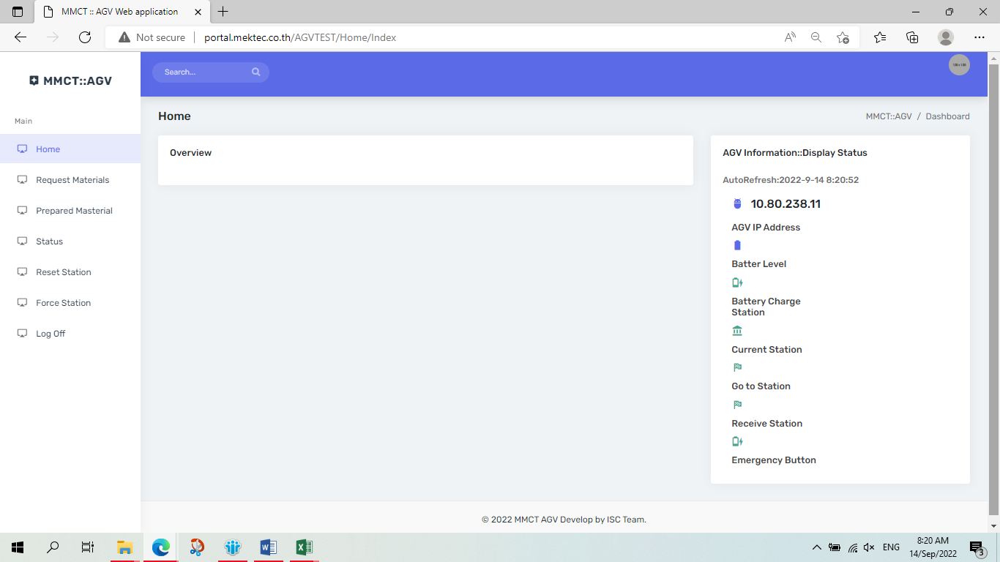 MMCT :: AGV Web application
Not secure
portal.mektec.co.th/AGVTEST/Home/Index
MMCT::AGV
Search...
Main
Home
Request Materials
Prepared Masterial
Status
Reset Station
Force Station
Log Off
Home
MMCT::AGV / Dashboard
Overview
AGV Information::Display Status
AutoRefresh:2022-9-14 8:20:52
10.80.238.11
AGV IP Address
Batter Level
Battery Charge
Station
Current Station
Go to Station
Receive Station
Emergency Button
© 2022 MMCT AGV Develop by ISC Team.
ENG
8:20 AM
14/Sep/2022
3